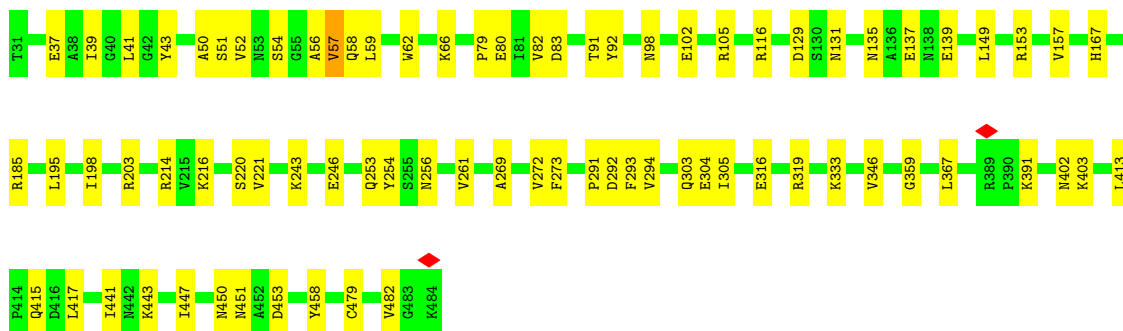 T31 E37 A38 I39 G40 L41 G42 Y43 A50 S51 V52 N53 S54 G55 A56 V57 Q58 L59 W62 K66 P79 E80 I81 V82 D83 T91 Y92 N98 E102 R105 R116 D129 S130 N131 N135 A136 E137 N138 E139 L149 R153 V157 H167
R185 L195 I198 R203 R214 V215 K216 S220 V221 K243 E246 Q253 Y254 S255 N256 V261 A269 V272 F273 P291 D292 F293 V294 Q303 E304 I305 E316 R319 K333 V346 G359 L367 R389 P390 K391 N402 K403 L413
P414 Q415 D416 L417 I441 N442 K443 I447 N450 N451 A452 D453 Y458 C479 V482 G483 K484